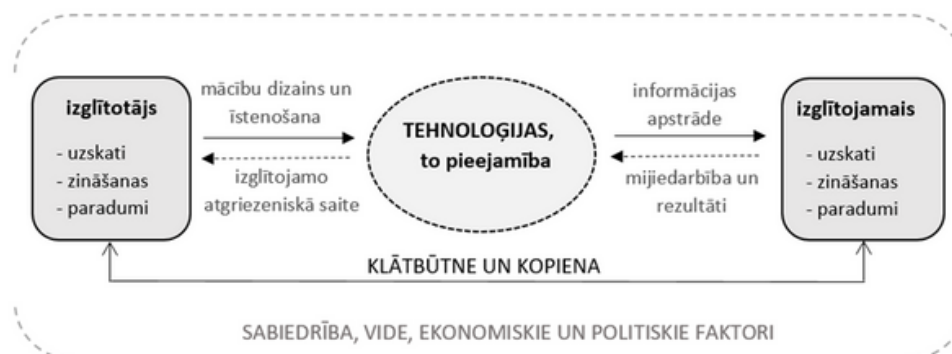 izglītotājs
- uzskati
- zināšanas
- paradumi
mācību dizains un
īstenošana
izglītojamo
atgriezeniskā saite
TEHNOLOĢIJAS,
to pieejamība
informācijas
apstrāde
mijiedarbība un
rezultāti
izglītojamais
- uzskati
- zināšanas
- paradumi
KLĀTBŪTNE UN KOPIENA
SABIEDRĪBA, VIDE, EKONOMISKIE UN POLITISKIE FAKTORI